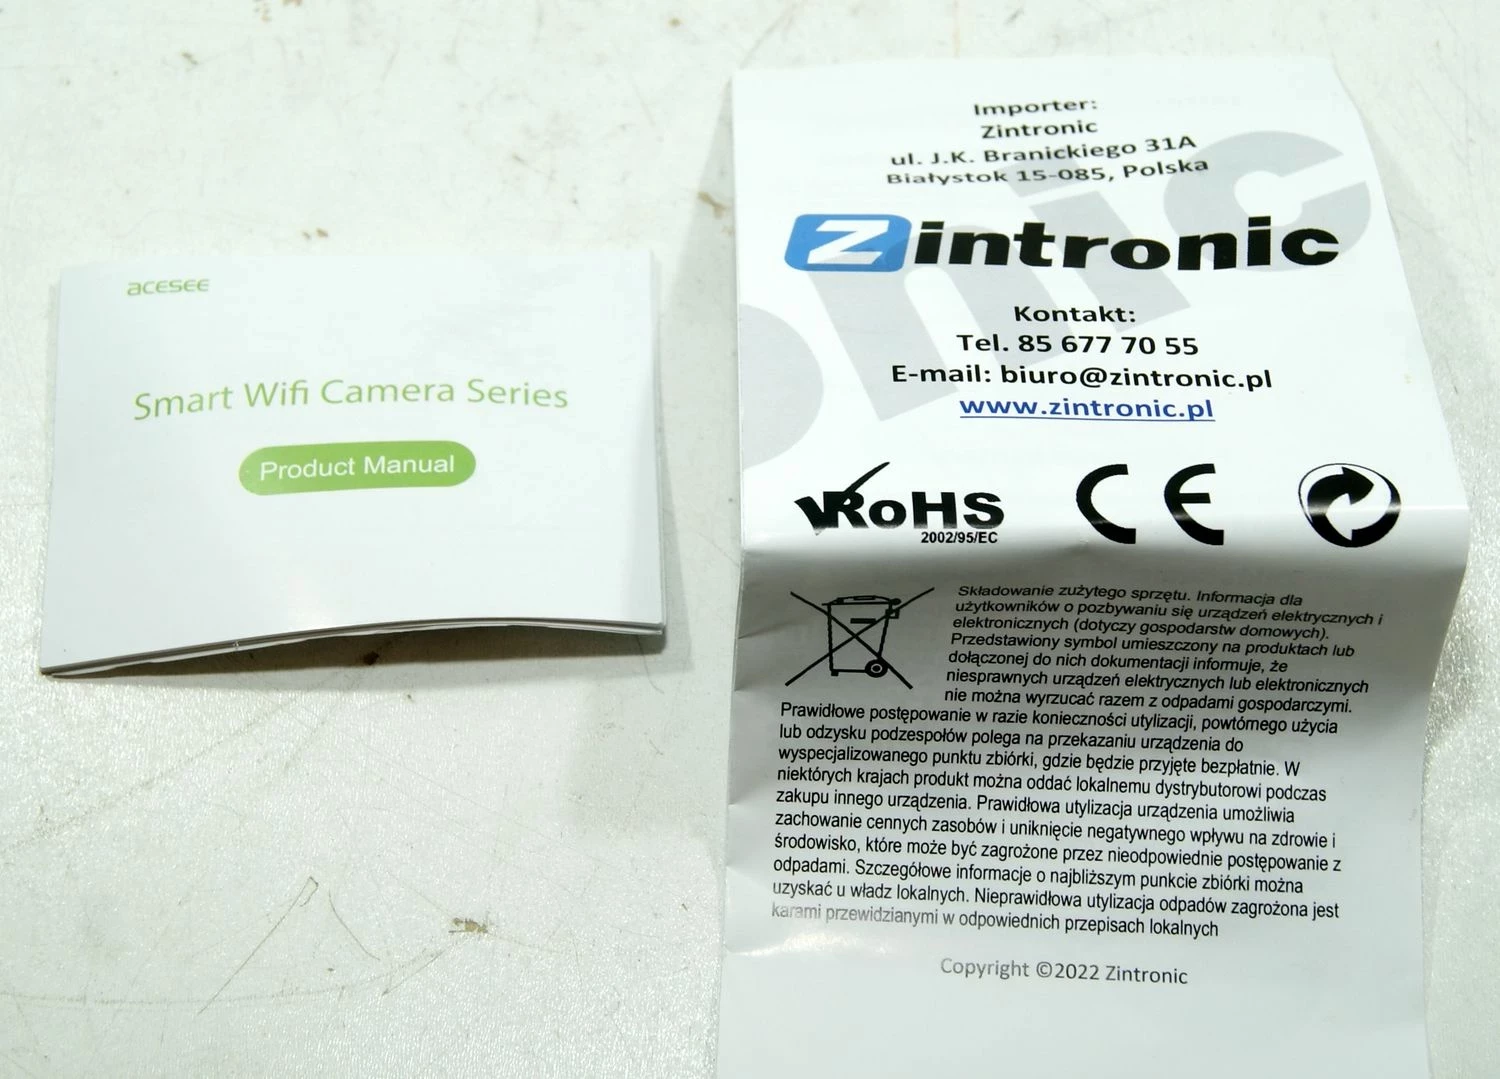 acesee
Smart Wifi Camera Series
Product Manual
Importer:
Zintronic
ul. J.K. Branickiego 31A
Białystok 15-085, Polska
Zintronic
Kontakt:
Tel. 85 677 70 55
E-mail: biuro@zintronic.pl
www.zintronic.pl
RoHS
2002/95/EC
CE
Składowanie zużytego sprzętu. Informacja dla
użytkowników o pozbywaniu się urządzeń elektrycznych i
elektronicznych (dotyczy gospodarstw domowych).
Przedstawiony symbol umieszczony na produktach lub
dołączonej do nich dokumentacji informuje, że
niesprawnych urządzeń elektrycznych lub elektronicznych
nie można wyrzucać razem z odpadami gospodarczymi.
Prawidłowe postępowanie w razie konieczności utylizacji, powtórnego użycia
lub odzysku podzespołów polega na przekazaniu urządzenia do
wyspecjalizowanego punktu zbiórki, gdzie będzie przyjęte bezpłatnie. W
niektórych krajach produkt można oddać lokalnemu dystrybutorowi podczas
zakupu innego urządzenia. Prawidłowa utylizacja urządzenia umożliwia
zachowanie cennych zasobów i uniknięcie negatywnego wpływu na zdrowie i
środowisko, które może być zagrożone przez nieodpowiednie postępowanie z
odpadami. Szczegółowe informacje o najbliższym punkcie zbiórki można
uzyskać u władz lokalnych. Nieprawidłowa utylizacja odpadów zagrożona jest
karami przewidzianymi w odpowiednich przepisach lokalnych
Copyright ©2022 Zintronic